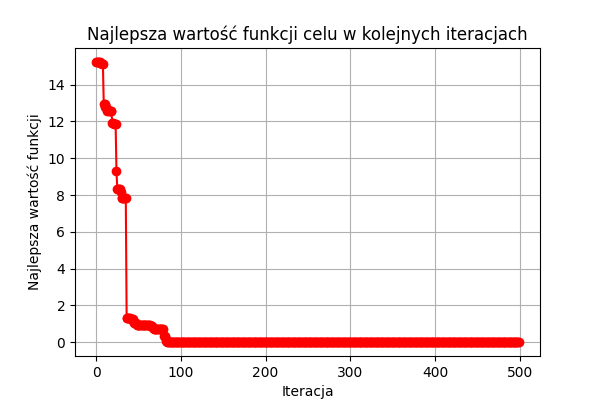 Najlepsza wartość funkcji celu w kolejnych iteracjach
Najlepsza wartość funkcji
14
12
10
8
6
4
2
0
0 100 200 300 400 500
Iteracja